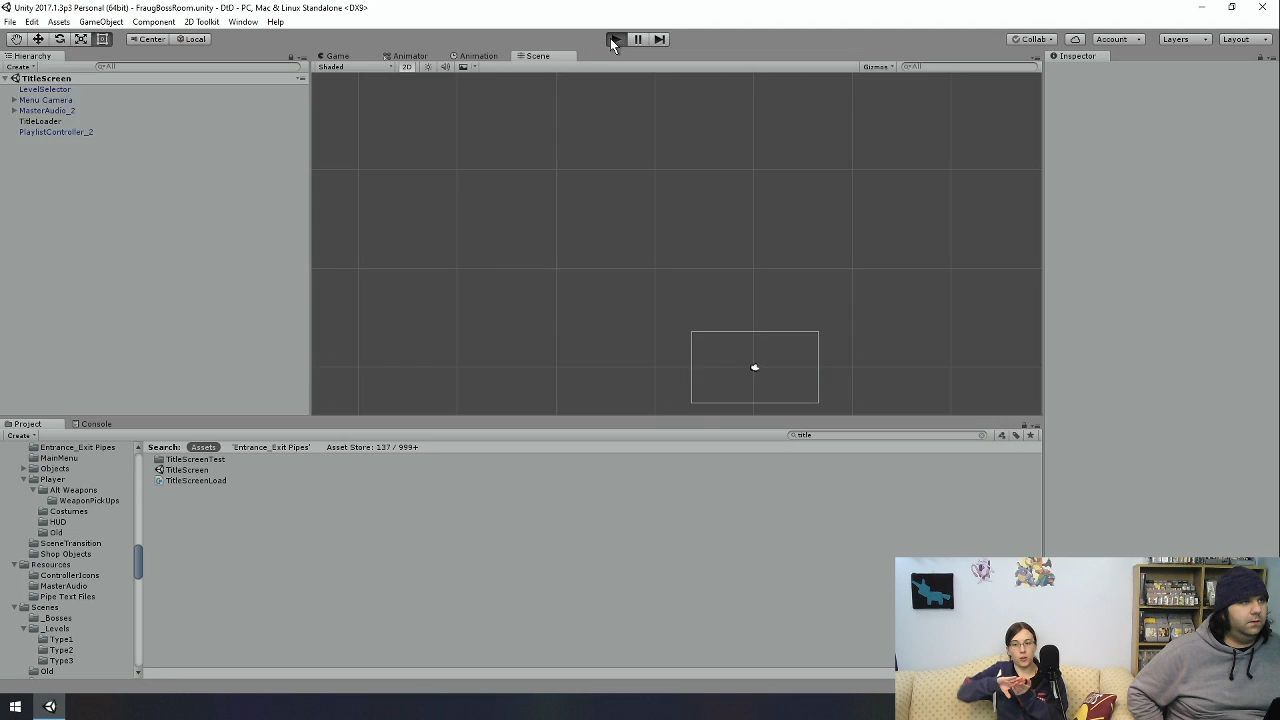 Unity 2017.1.3p3 Personal (64bit) - FraugBossRoom.unity - DtD - PC, Mac & Linux Standalone <DX9>
File Edit Assets GameObject Component 2D Toolkit Window Help
Center Local Collab Account Layers Layout
Hierarchy Game Animator Animation Scene Inspector
Create All Shaded 2D Gizmos All
TitleScreen
LevelSelector
Menu Camera
MasterAudio_2
TitleLoader
PlaylistController_2
Project Console
Create title
Entrance_Exit Pipes
MainMenu
Objects
Player
Alt Weapons
WeaponPickUps
Costumes
HUD
Old
SceneTransition
Shop Objects
Resources
ControllerIcons
MasterAudio
Pipe Text Files
Scenes
_Bosses
_Levels
Type1
Type2
Type3
Old
Search: Assets 'Entrance_Exit Pipes' Asset Store: 137 / 999+
TitleScreenTest
TitleScreen
TitleScreenLoad